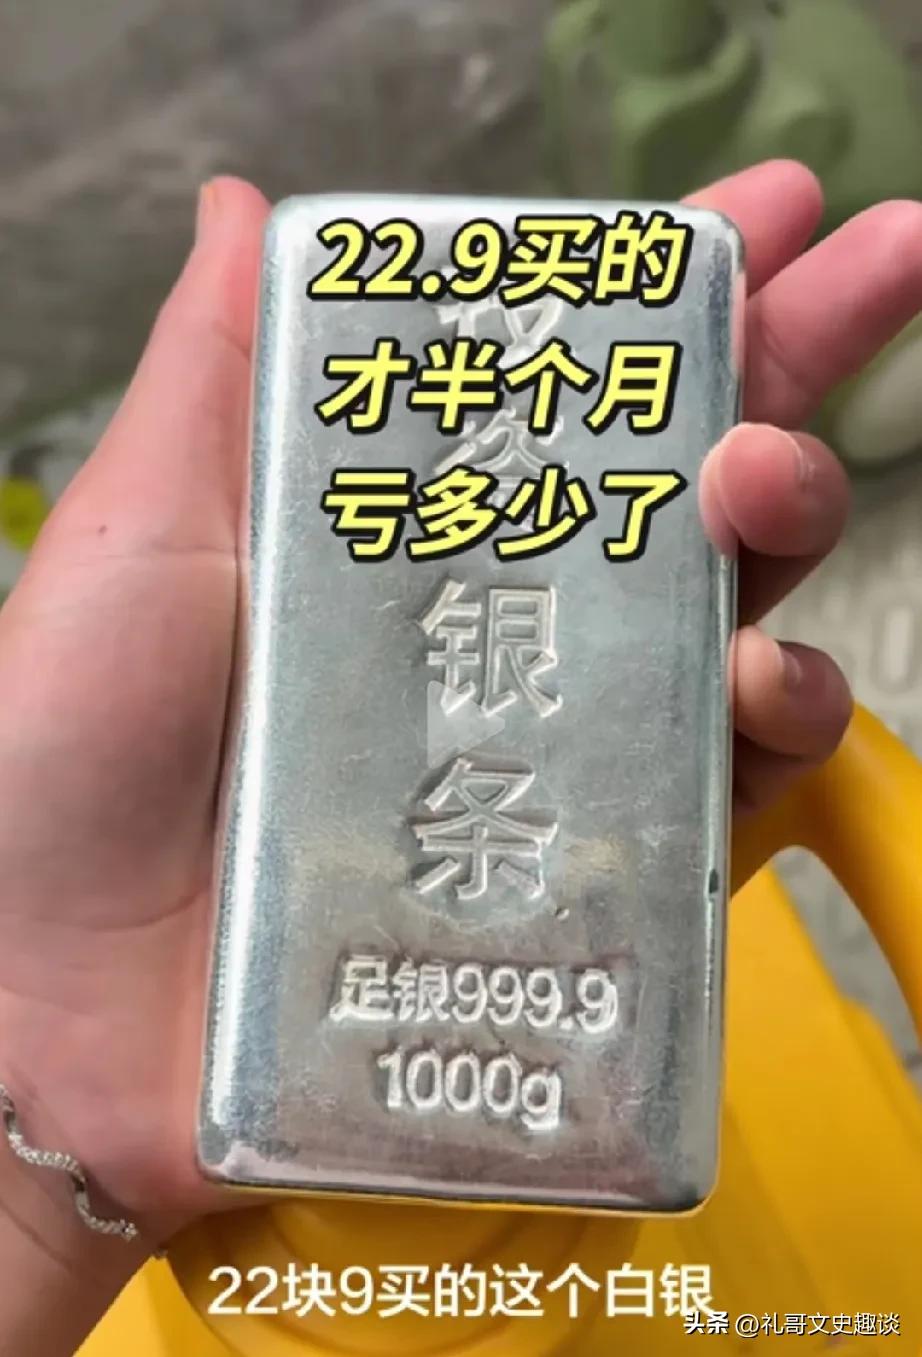 22.9买的
才半个月
亏多少了
银
条
足银999.9
1000g
22块9买的这个白银
头条 @礼哥文史趣谈